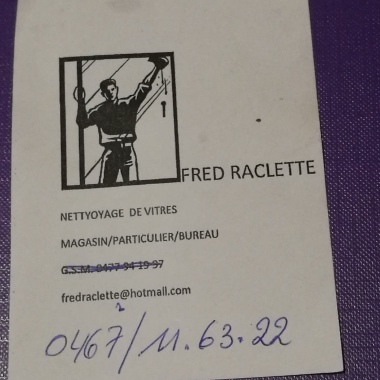 FRED RACLETTE
NETTYOYAGE DE VITRES
MAGASIN/PARTICULIER/BUREAU
G.S.M. 0477 94 19 97
fredraclette@hotmail.com
0467/11.63.22